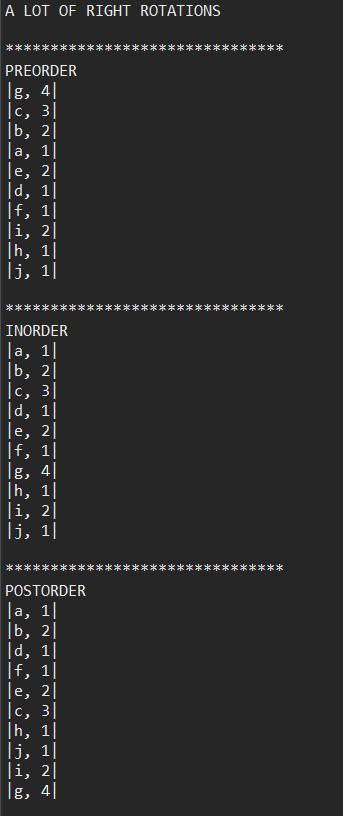 A LOT OF RIGHT ROTATIONS
*******************************
PREORDER
|g, 4|
|c, 3|
|b, 2|
|a, 1|
|e, 2|
|d, 1|
|f, 1|
|i, 2|
|h, 1|
|j, 1|
*******************************
INORDER
|a, 1|
|b, 2|
|c, 3|
|d, 1|
|e, 2|
|f, 1|
|g, 4|
|h, 1|
|i, 2|
|j, 1|
*******************************
POSTORDER
|a, 1|
|b, 2|
|d, 1|
|f, 1|
|e, 2|
|c, 3|
|h, 1|
|j, 1|
|i, 2|
|g, 4|